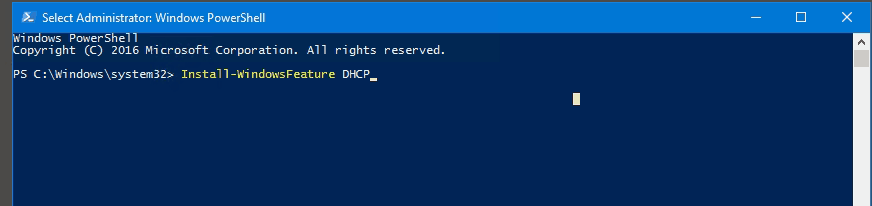 Select Administrator: Windows PowerShell
Windows PowerShell
Copyright (C) 2016 Microsoft Corporation. All rights reserved.
PS C:\Windows\system32> Install-WindowsFeature DHCP